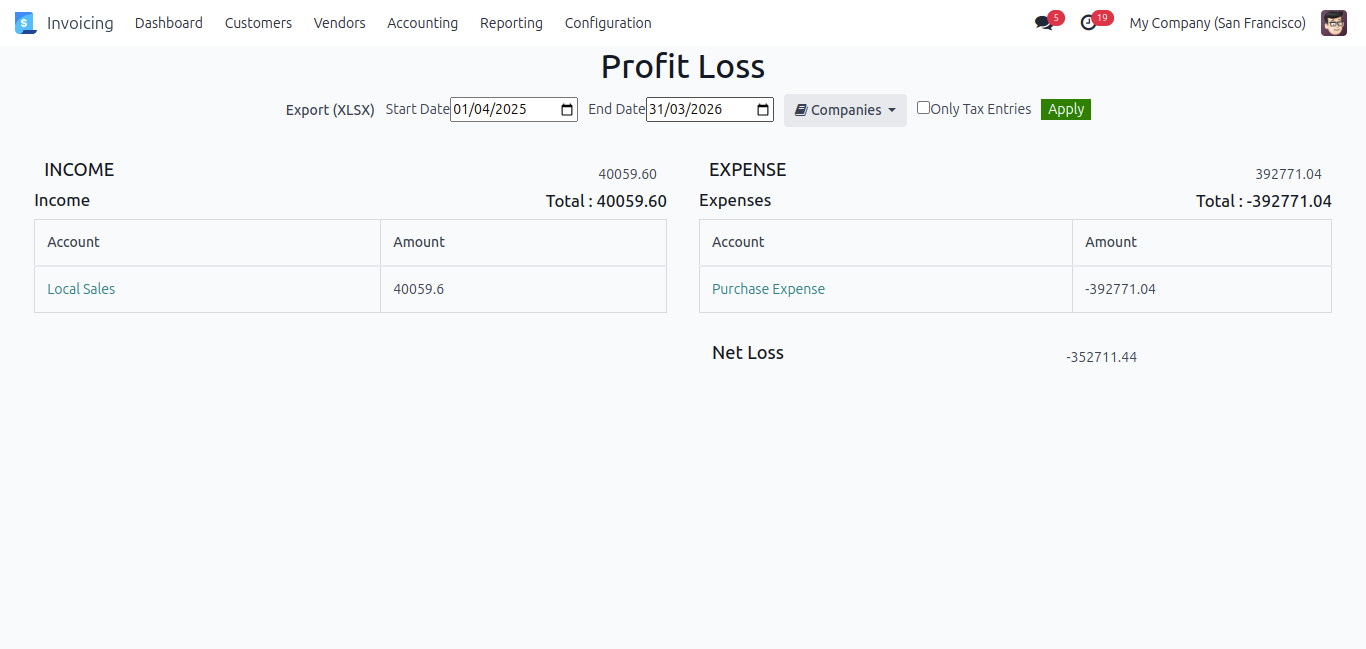 Invoicing Dashboard Customers Vendors Accounting Reporting Configuration 5 19 My Company (San Francisco)
Profit Loss
Export (XLSX) Start Date 01/04/2025 End Date 31/03/2026 Companies Only Tax Entries Apply
INCOME 40059.60
Income Total : 40059.60
Account Amount
Local Sales 40059.6
EXPENSE 392771.04
Expenses Total : -392771.04
Account Amount
Purchase Expense -392771.04
Net Loss -352711.44